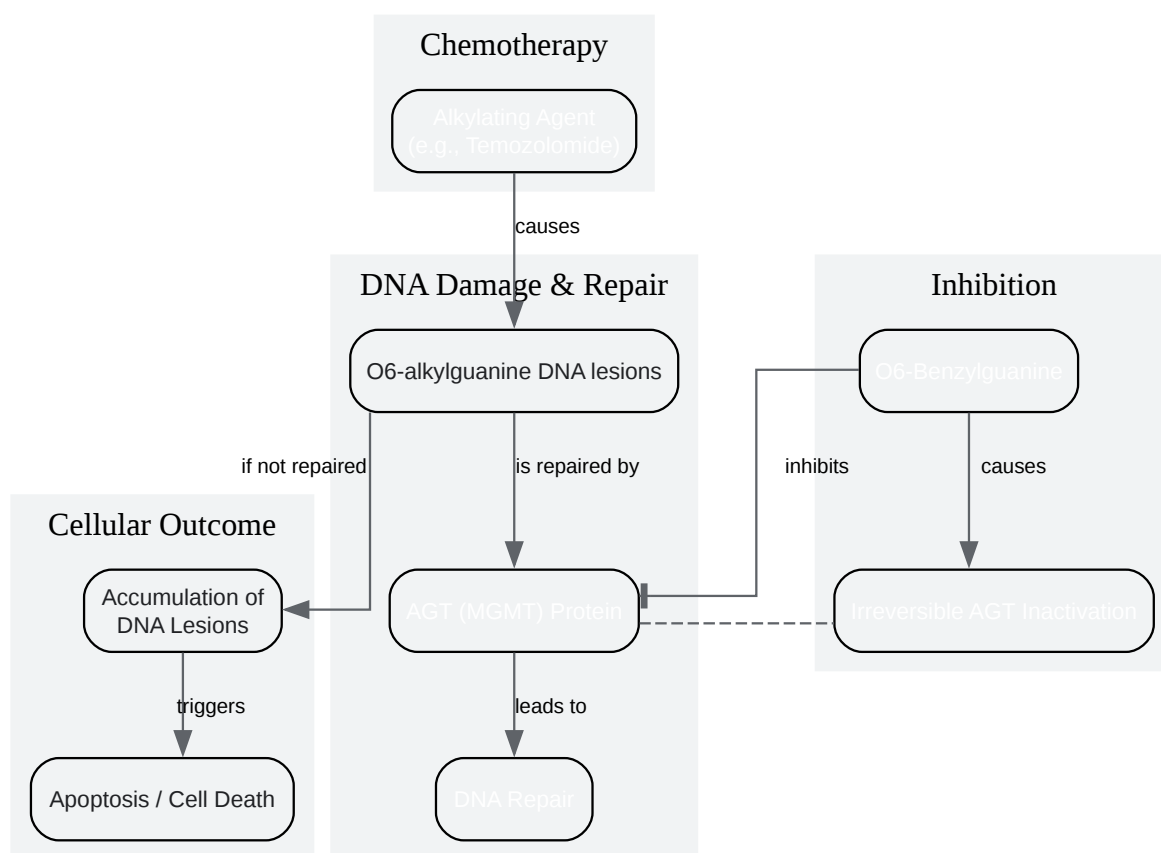 Chemotherapy
Alkylating Agent
(e.g., Temozolomide)
causes
DNA Damage & Repair
Inhibition
O6-alkylguanine DNA lesions
O6-Benzylguanine
if not repaired
is repaired by
inhibits
causes
Cellular Outcome
Accumulation of
DNA Lesions
AGT (MGMT) Protein
Irreversible AGT Inactivation
triggers
leads to
Apoptosis / Cell Death
DNA Repair